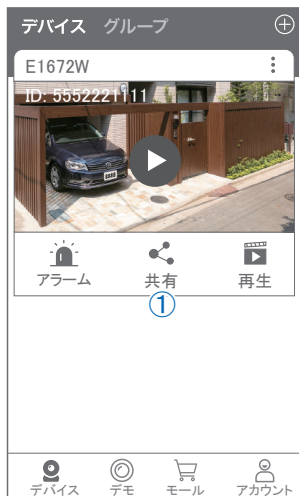 デバイス グループ
E1672W
ID: 5552221111
アラーム 共有 再生
①
デバイス デモ モール アカウント